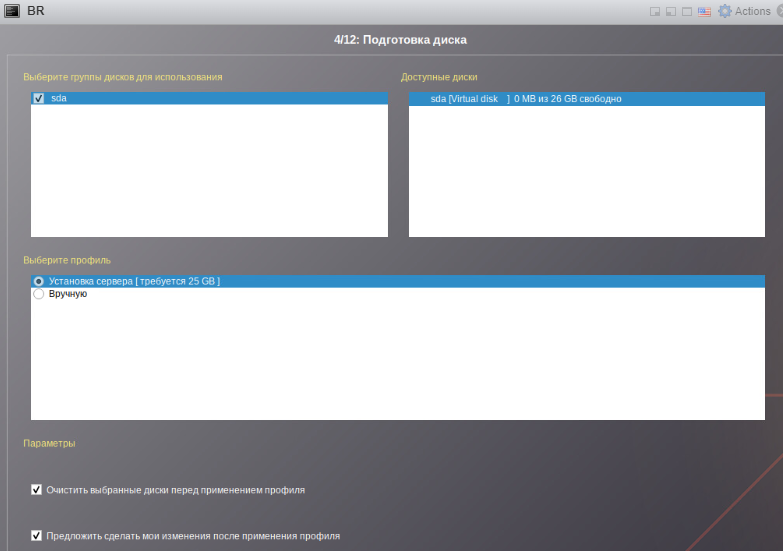 BR
Actions
4/12: Подготовка диска
Выберите группы дисков для использования
Доступные диски
sda
sda [Virtual disk    ]  0 MB из 26 GB свободно
Выберите профиль
Установка сервера [ требуется 25 GB ]
Вручную
Параметры
Очистить выбранные диски перед применением профиля
Предложить сделать мои изменения после применения профиля